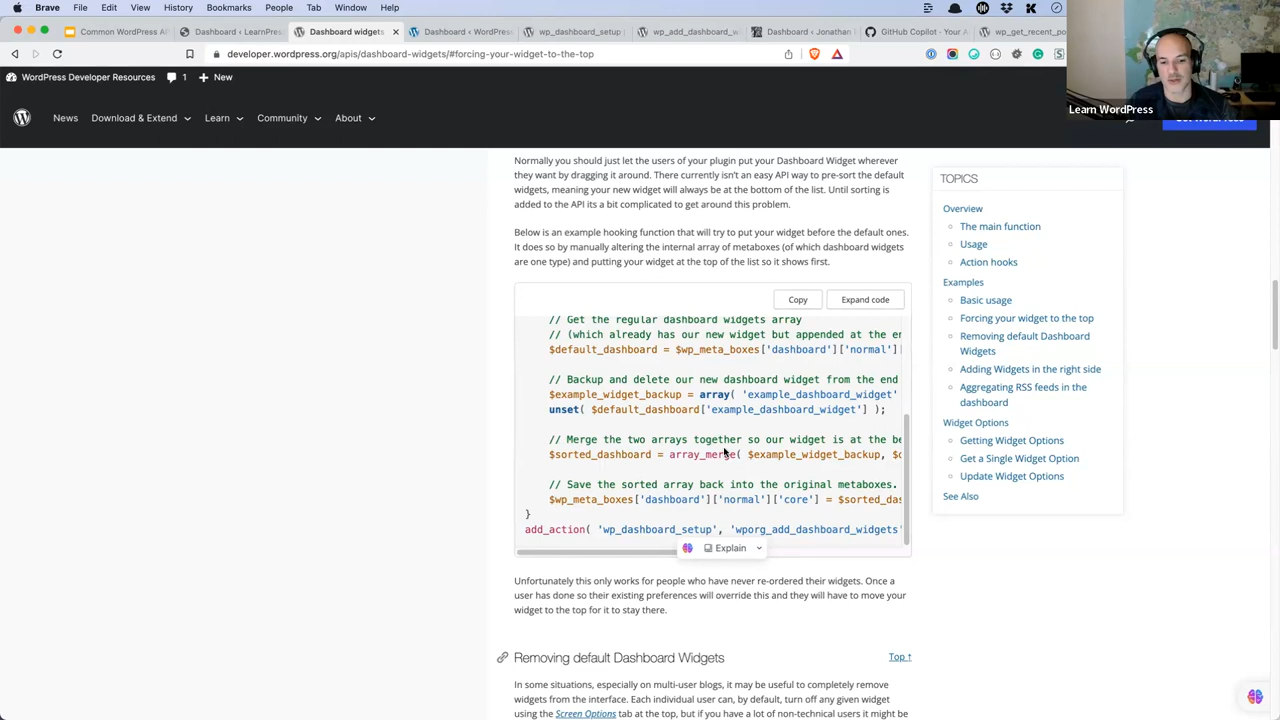 Brave File Edit View History Bookmarks People Tab Window Help
Common WordPress AP
Dashboard ‹ LearnPres
Dashboard widgets
Dashboard ‹ WordPres
wp_dashboard_setup
wp_add_dashboard_w
Dashboard ‹ Jonathan
GitHub Copilot · Your A
wp_get_recent_po
developer.wordpress.org/apis/dashboard-widgets/#forcing-your-widget-to-the-top
WordPress Developer Resources 1 New
Learn WordPress
News Download & Extend Learn Community About
Normally you should just let the users of your plugin put your Dashboard Widget wherever
they want by dragging it around. There currently isn't an easy API way to pre-sort the default
widgets, meaning your new widget will always be at the bottom of the list. Until sorting is
added to the API its a bit complicated to get around this problem.
Below is an example hooking function that will try to put your widget before the default ones.
It does so by manually altering the internal array of metaboxes (of which dashboard widgets
are one type) and putting your widget at the top of the list so it shows first.
Copy Expand code
// Get the regular dashboard widgets array
// (which already has our new widget but appended at the en
$default_dashboard = $wp_meta_boxes['dashboard']['normal'][
// Backup and delete our new dashboard widget from the end
$example_widget_backup = array( 'example_dashboard_widget'
unset( $default_dashboard['example_dashboard_widget'] );
// Merge the two arrays together so our widget is at the be
$sorted_dashboard = array_merge( $example_widget_backup, $d
// Save the sorted array back into the original metaboxes.
$wp_meta_boxes['dashboard']['normal']['core'] = $sorted_das
}
add_action( 'wp_dashboard_setup', 'wporg_add_dashboard_widgets'
Explain
Unfortunately this only works for people who have never re-ordered their widgets. Once a
user has done so their existing preferences will override this and they will have to move your
widget to the top for it to stay there.
Removing default Dashboard Widgets Top ↑
In some situations, especially on multi-user blogs, it may be useful to completely remove
widgets from the interface. Each individual user can, by default, turn off any given widget
using the Screen Options tab at the top, but if you have a lot of non-technical users it might be
TOPICS
Overview
The main function
Usage
Action hooks
Examples
Basic usage
Forcing your widget to the top
Removing default Dashboard
Widgets
Adding Widgets in the right side
Aggregating RSS feeds in the
dashboard
Widget Options
Getting Widget Options
Get a Single Widget Option
Update Widget Options
See Also